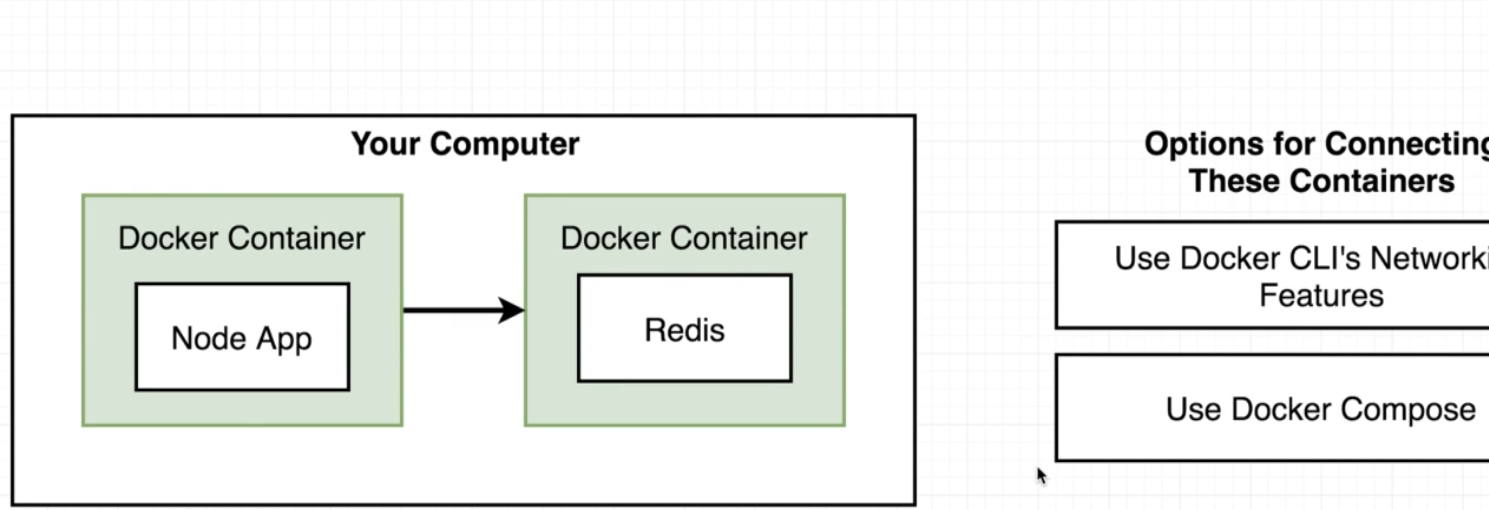 Your Computer
Docker Container
Node App
Docker Container
Redis
Options for Connecting
These Containers
Use Docker CLI's Networki
Features
Use Docker Compose